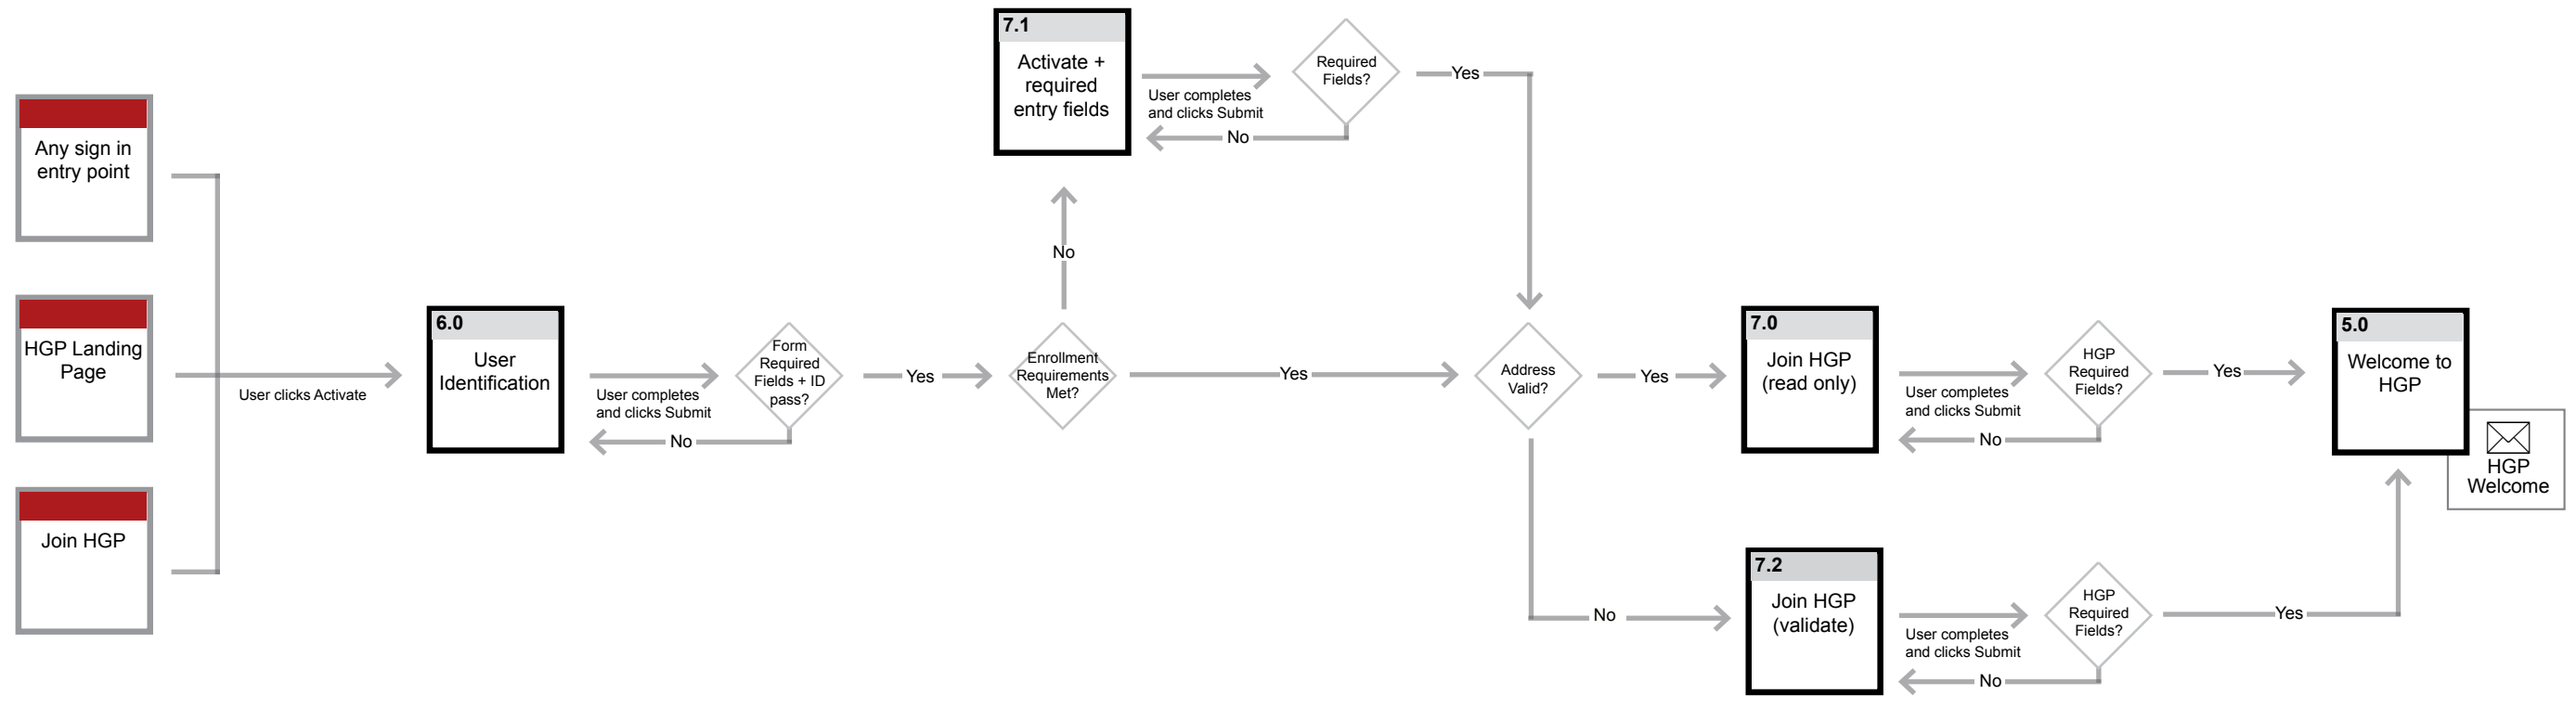 Any sign in
entry point
HGP Landing
Page
Join HGP
User clicks Activate
6.0
User
Identification
User completes
and clicks Submit
No
Form
Required
Fields + ID
pass?
Yes
Enrollment
Requirements
Met?
No
7.1
Activate +
required
entry fields
User completes
and clicks Submit
No
Required
Fields?
Yes
Yes
Address
Valid?
Yes
7.0
Join HGP
(read only)
User completes
and clicks Submit
No
HGP
Required
Fields?
Yes
5.0
Welcome to
HGP
HGP
Welcome
No
7.2
Join HGP
(validate)
User completes
and clicks Submit
No
HGP
Required
Fields?
Yes